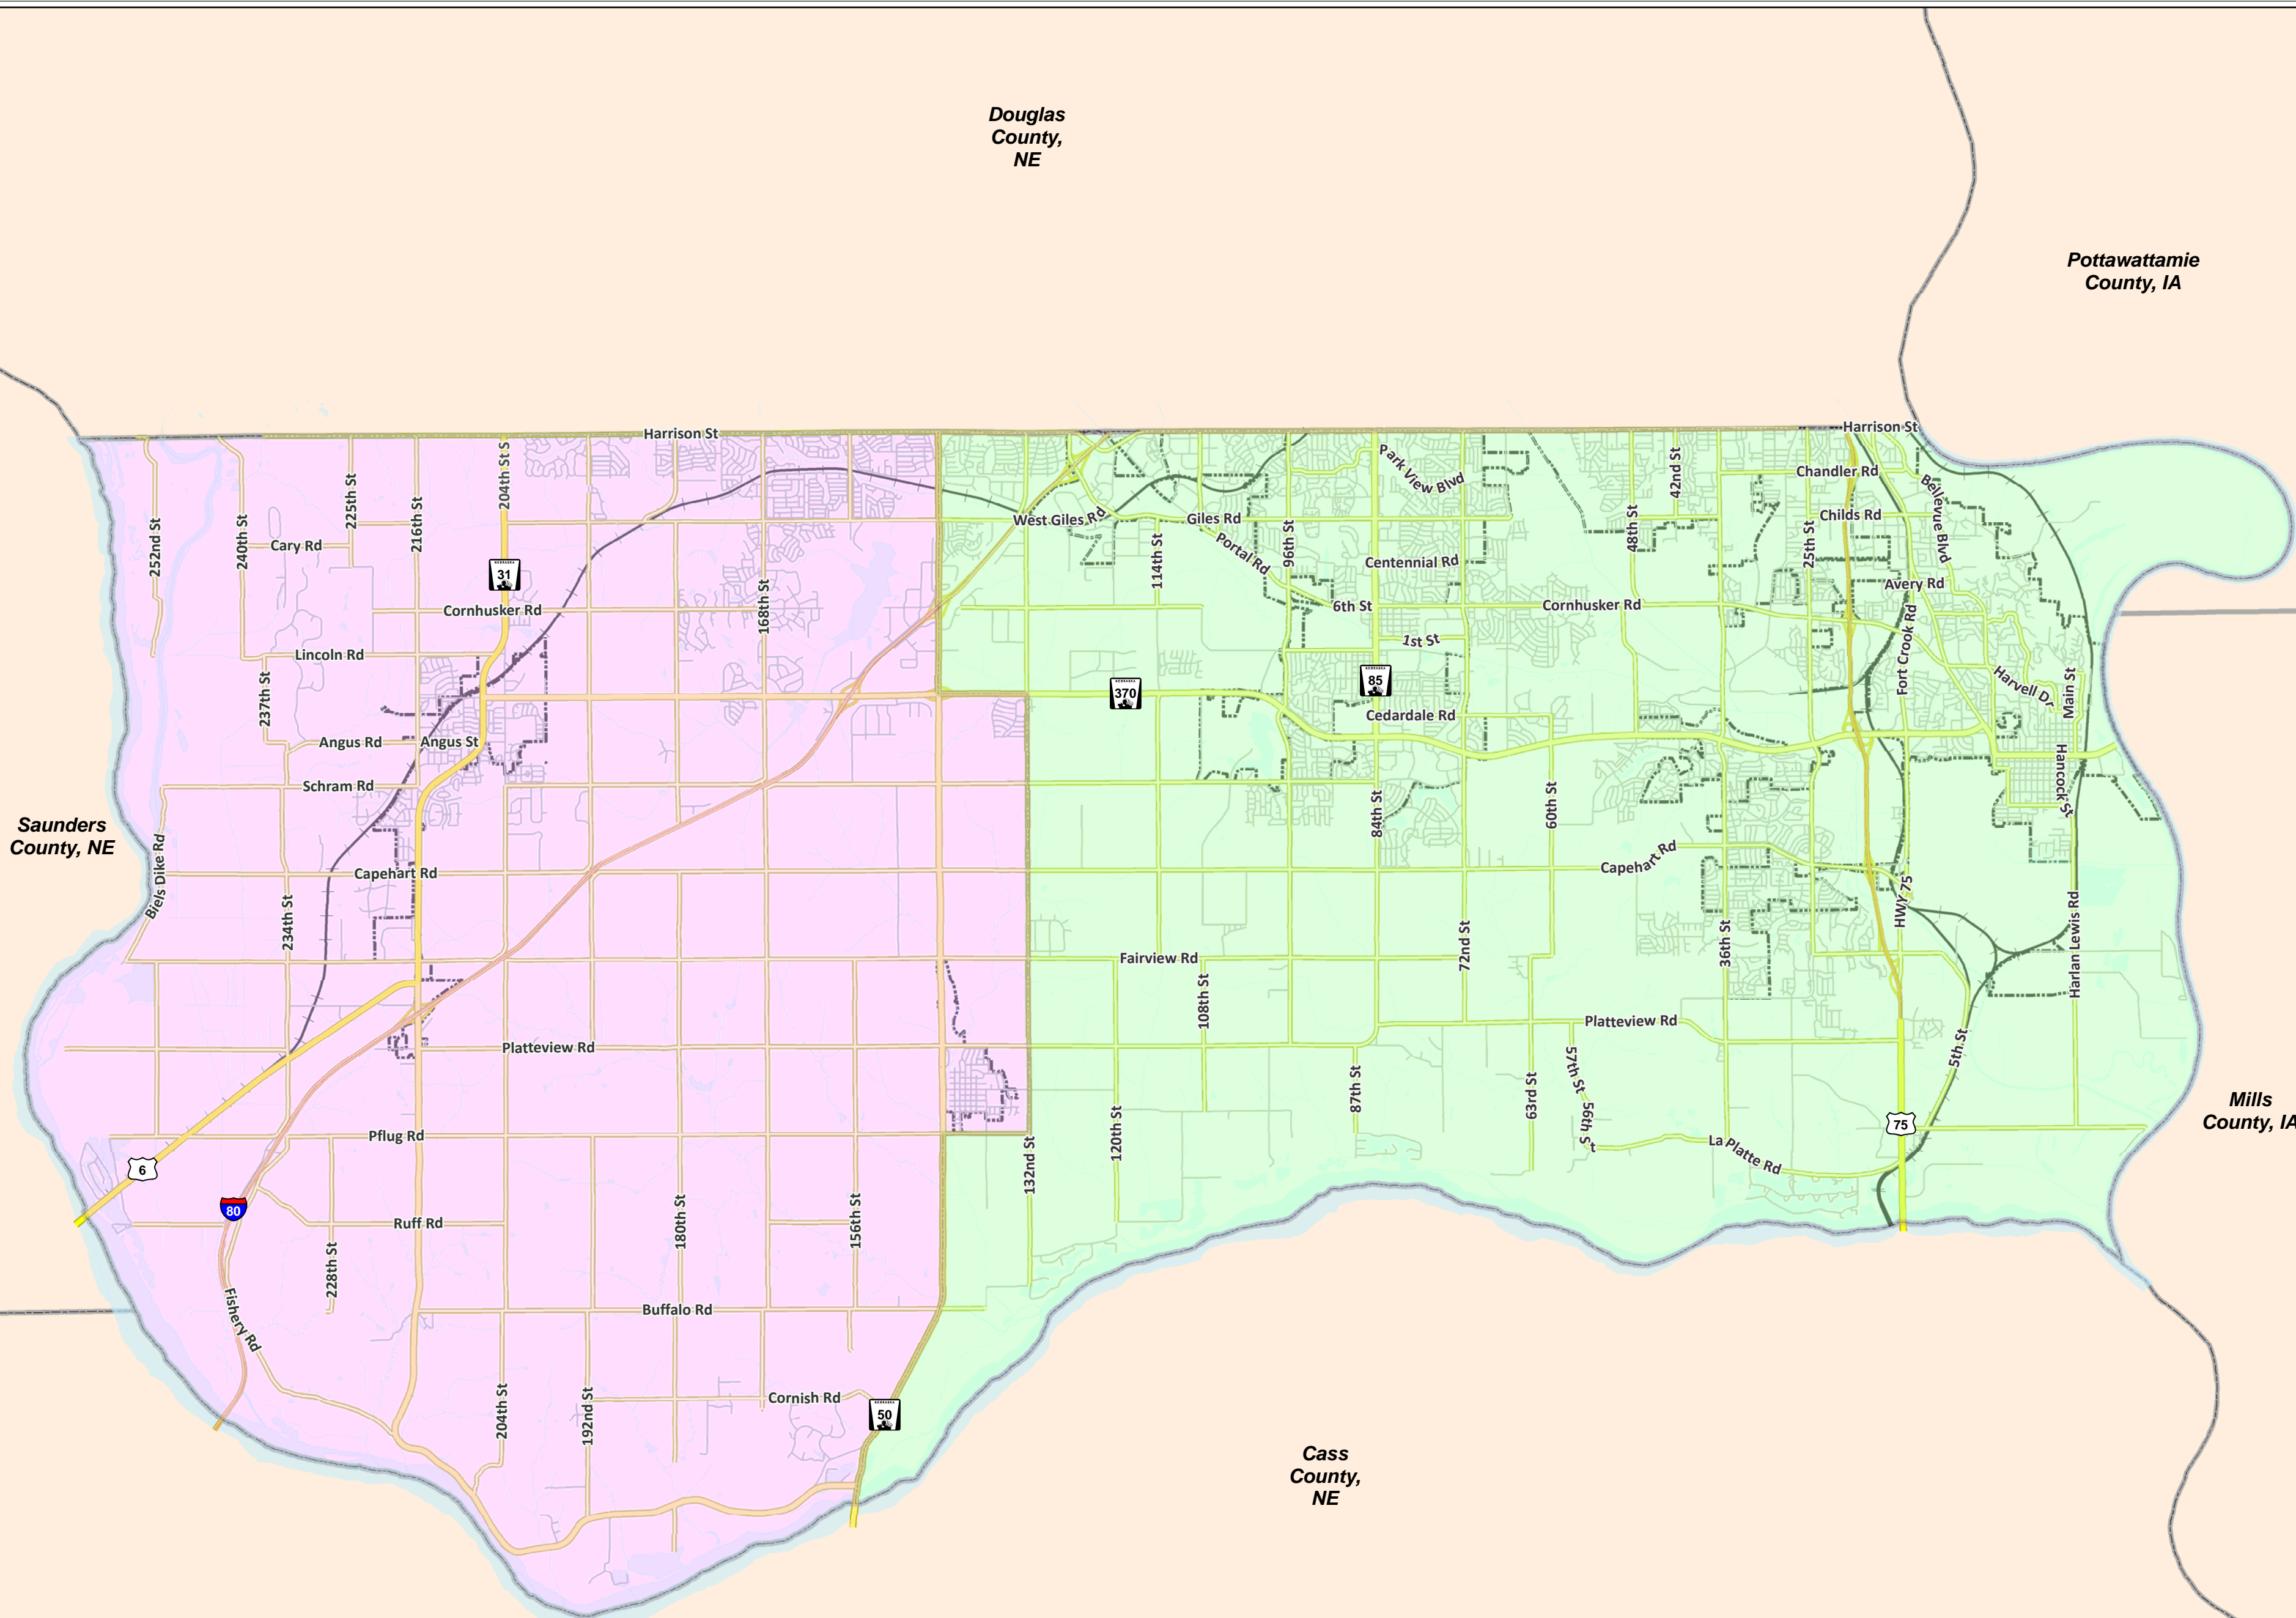 Douglas
County,
NE
Pottawattamie
County, IA
Harrison St
Harrison St
204th St S
Park View Blvd
42nd St
Chandler Rd
Bellevue Blvd
225th St
216th St
252nd St
240th St
West Giles Rd
Giles Rd
48th St
Childs Rd
96th St
25th St
Cary Rd
Portal Rd
114th St
Centennial Rd
NEBRASKA
31
Avery Rd
168th St
Cornhusker Rd
6th St
Cornhusker Rd
1st St
Fort Crook Rd
Lincoln Rd
237th St
NEBRASKA
370
NEBRASKA
85
Harvell Dr
Main St
Cedardale Rd
Angus Rd
Angus St
Hancock St
Schram Rd
84th St
60th St
Saunders
County, NE
Biels Dike Rd
Capehart Rd
Capehart Rd
HWY 75
234th St
72nd St
36th St
Harlan Lewis Rd
Fairview Rd
108th St
Platteview Rd
Platteview Rd
5th St
57th St
87th St
63rd St
56th St
Mills
County, IA
75
120th St
Pflug Rd
La Platte Rd
132nd St
6
80
Ruff Rd
180th St
156th St
228th St
Fishery Rd
Buffalo Rd
Cornish Rd
204th St
192nd St
NEBRASKA
50
Cass
County,
NE